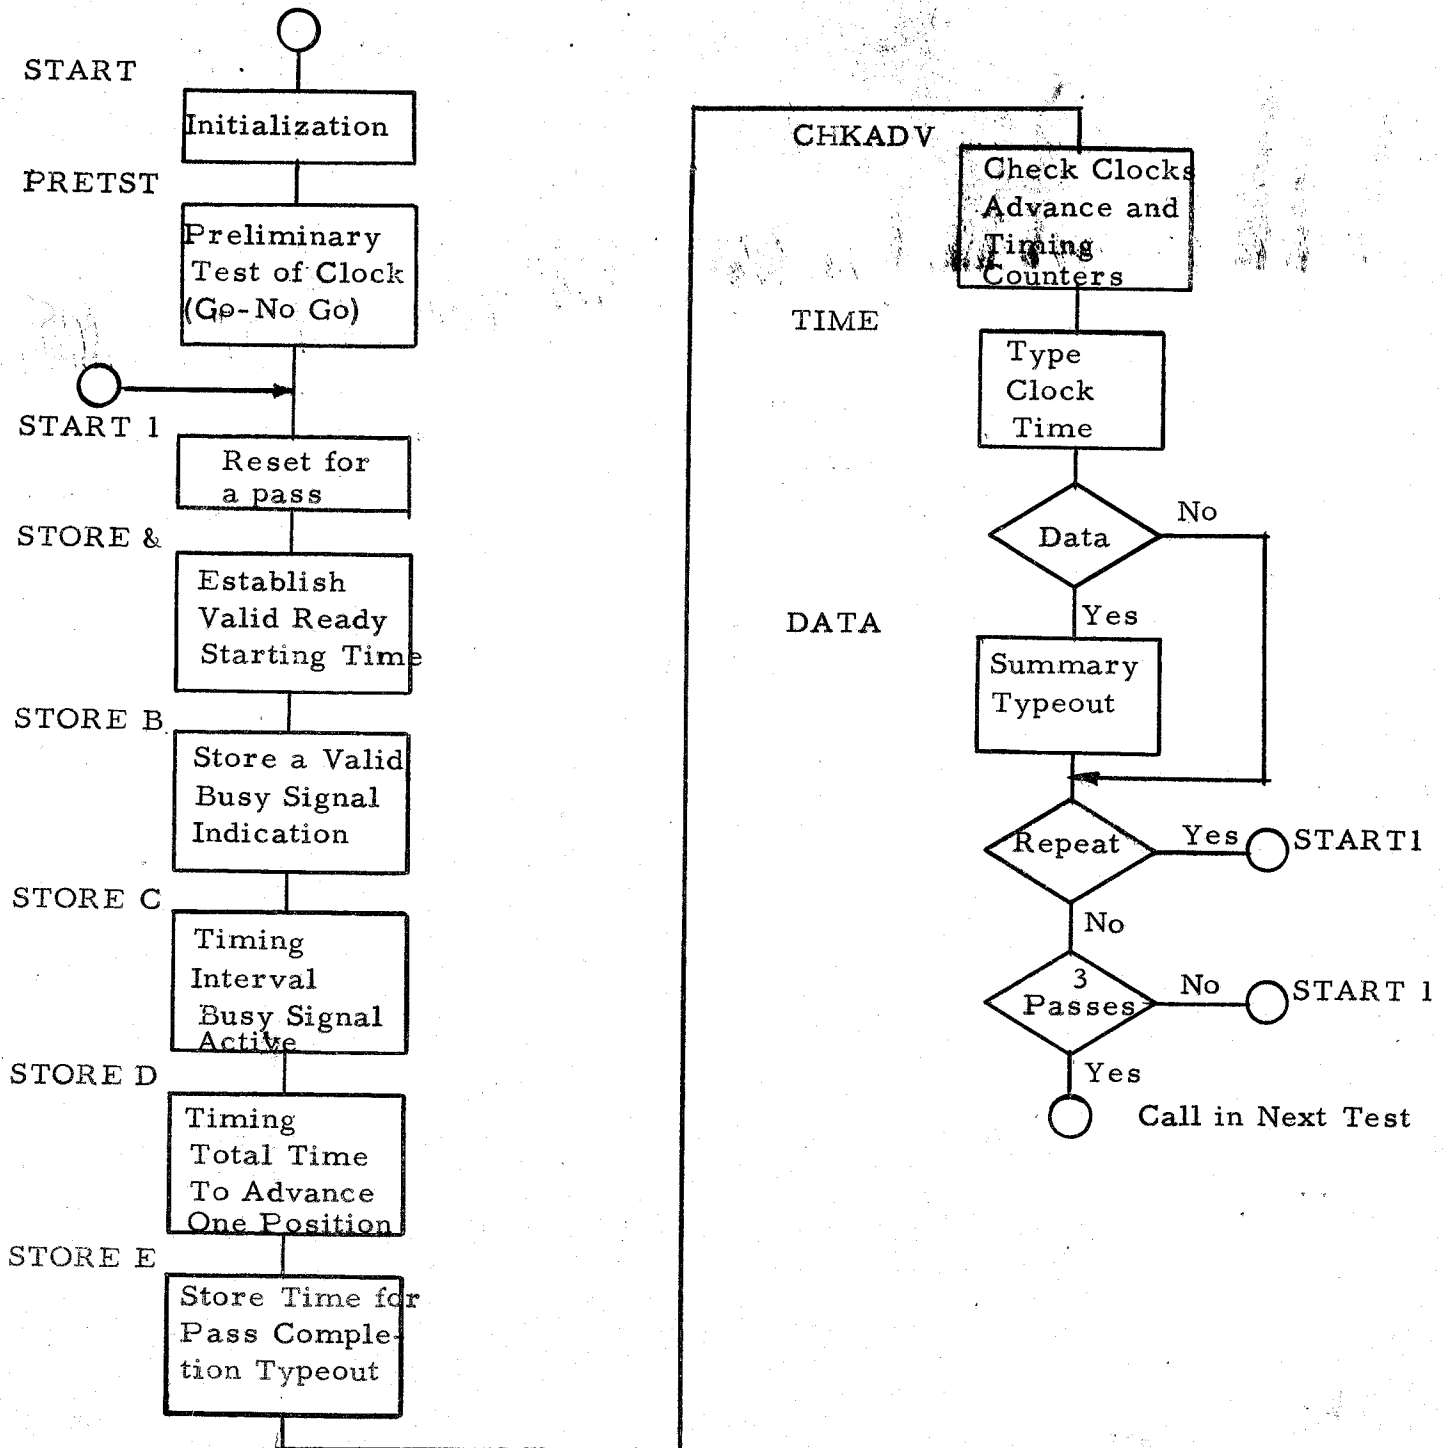 START
Initialization
PRETST
Preliminary
Test of Clock
(Go-No Go)
START 1
Reset for
a pass
STORE &
Establish
Valid Ready
Starting Time
STORE B
Store a Valid
Busy Signal
Indication
STORE C
Timing
Interval
Busy Signal
Active
STORE D
Timing
Total Time
To Advance
One Position
STORE E
Store Time for
Pass Comple-
tion Typeout
CHKADV
Check Clocks
Advance and
Timing
Counters
TIME
Type
Clock
Time
Data
No
Yes
DATA
Summary
Typeout
Repeat
Yes
START1
No
3
Passes
No
START 1
Yes
Call in Next Test